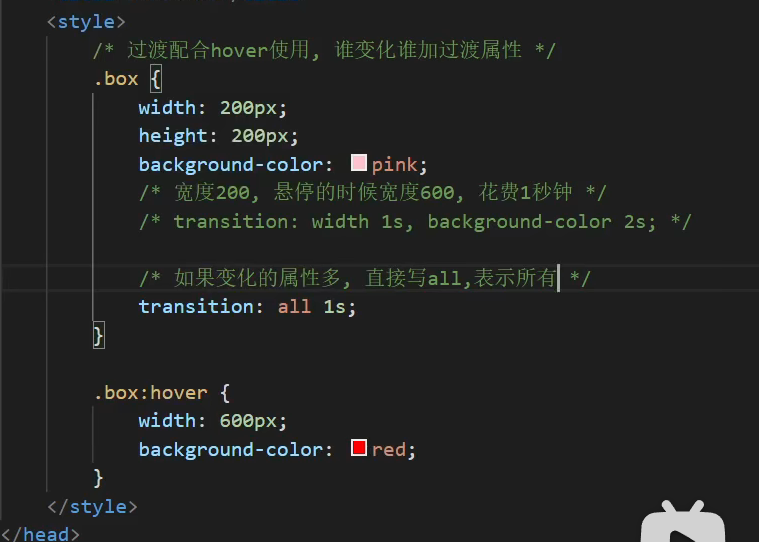 <style>
/* 过渡配合hover使用, 谁变化谁加过渡属性 */
.box {
width: 200px;
height: 200px;
background-color: pink;
/* 宽度200, 悬停的时候宽度600, 花费1秒钟 */
/* transition: width 1s, background-color 2s; */
/* 如果变化的属性多, 直接写all,表示所有 */
transition: all 1s;
}
.box:hover {
width: 600px;
background-color: red;
}
</style>
</head>